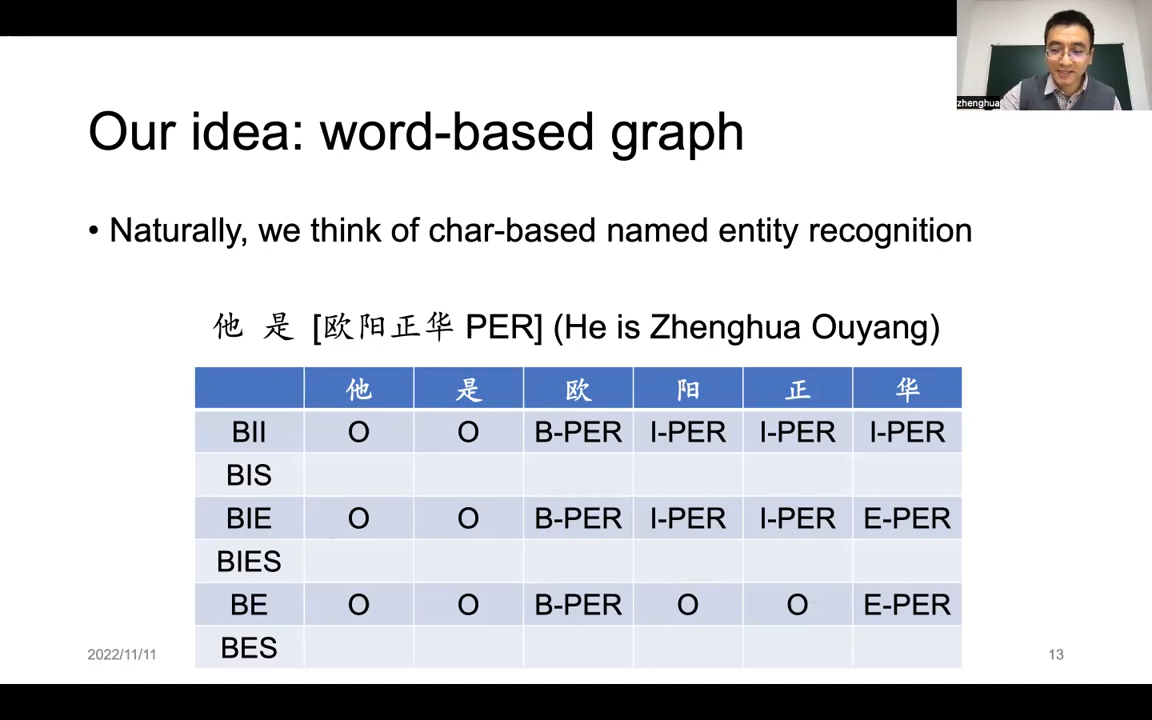 zhenghua
Our idea: word-based graph
• Naturally, we think of char-based named entity recognition
他 是 [欧阳正华 PER] (He is Zhenghua Ouyang)
他 是 欧 阳 正 华
BII O O B-PER I-PER I-PER I-PER
BIS
BIE O O B-PER I-PER I-PER E-PER
BIES
BE O O B-PER O O E-PER
BES
2022/11/11
13